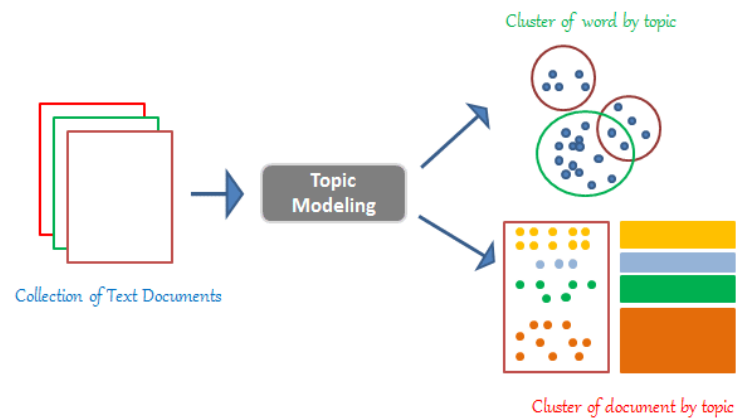 Cluster of word by topic
Topic
Modeling
Collection of Text Documents
Cluster of document by topic